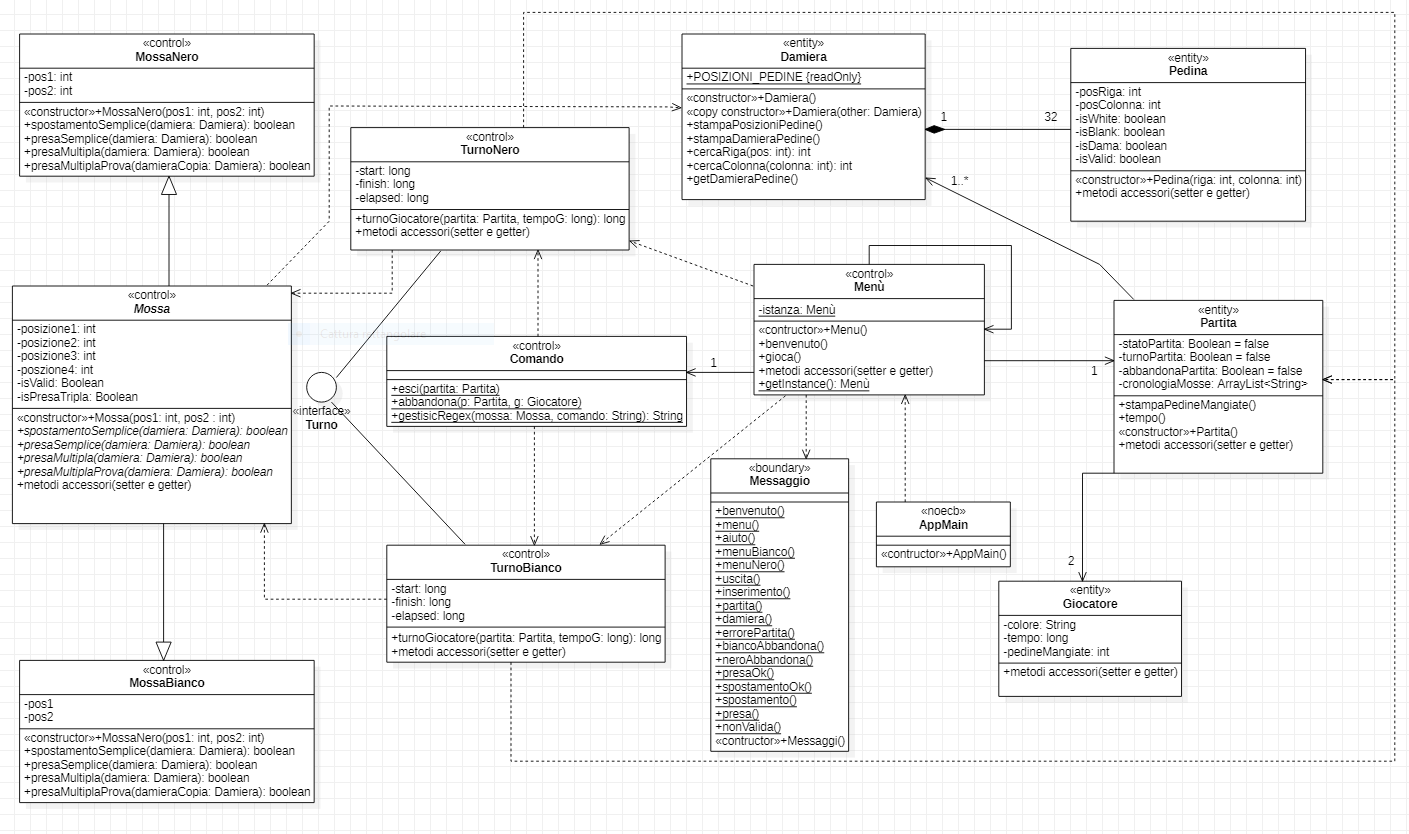 «control»
MossaNero
-pos1: int
-pos2: int
«constructor»+MossaNero(pos1: int, pos2: int)
+spostamentoSemplice(damiera: Damiera): boolean
+presaSemplice(damiera: Damiera): boolean
+presaMultipla(damiera: Damiera): boolean
+presaMultiplaProva(damieraCopia: Damiera): boolean
«control»
TurnoNero
-start: long
-finish: long
-elapsed: long
+turnoGiocatore(partita: Partita, tempoG: long): long
+metodi accessori(setter e getter)
«entity»
Damiera
+POSIZIONI_PEDINE {readOnly}
«constructor»+Damiera()
«copy constructor»+Damiera(other: Damiera)
+stampaPosizioniPedine()
+stampaDamieraPedine()
+cercaRiga(pos: int): int
+cercaColonna(colonna: int): int
+getDamieraPedine()
1
32
1..*
«entity»
Pedina
-posRiga: int
-posColonna: int
-isWhite: boolean
-isBlank: boolean
-isDama: boolean
-isValid: boolean
«constructor»+Pedina(riga: int, colonna: int)
+metodi accessori(setter e getter)
«control»
Mossa
-posizione1: int
-posizione2: int
-posizione3: int
-poszione4: int
-isValid: Boolean
-isPresaTripla: Boolean
«constructor»+Mossa(pos1: int, pos2 : int)
+spostamentoSemplice(damiera: Damiera): boolean
+presaSemplice(damiera: Damiera): boolean
+presaMultipla(damiera: Damiera): boolean
+presaMultiplaProva(damiera: Damiera): boolean
+metodi accessori(setter e getter)
«interface»
Turno
«control»
Comando
+esci(partita: Partita)
+abbandona(p: Partita, g: Giocatore)
+gestisicRegex(mossa: Mossa, comando: String): String
1
«control»
Menù
-istanza: Menù
«contructor»+Menu()
+benvenuto()
+gioca()
+metodi accessori(setter e getter)
+getInstance(): Menù
1
«entity»
Partita
-statoPartita: Boolean = false
-turnoPartita: Boolean = false
-abbandonaPartita: Boolean = false
-cronologiaMosse: ArrayList<String>
+stampaPedineMangiate()
+tempo()
«constructor»+Partita()
+metodi accessori(setter e getter)
«boundary»
Messaggio
+benvenuto()
+menu()
+aiuto()
+menuBianco()
+menuNero()
+uscita()
+inserimento()
+partita()
+damiera()
+errorePartita()
+biancoAbbandona()
+neroAbbandona()
+presaOk()
+spostamentoOk()
+spostamento()
+presa()
+nonValida()
«contructor»+Messaggi()
«noecb»
AppMain
«contructor»+AppMain()
2
«entity»
Giocatore
-colore: String
-tempo: long
-pedineMangiate: int
+metodi accessori(setter e getter)
«control»
TurnoBianco
-start: long
-finish: long
-elapsed: long
+turnoGiocatore(partita: Partita, tempoG: long): long
+metodi accessori(setter e getter)
«control»
MossaBianco
-pos1
-pos2
«constructor»+MossaNero(pos1: int, pos2: int)
+spostamentoSemplice(damiera: Damiera): boolean
+presaSemplice(damiera: Damiera): boolean
+presaMultipla(damiera: Damiera): boolean
+presaMultiplaProva(damieraCopia: Damiera): boolean